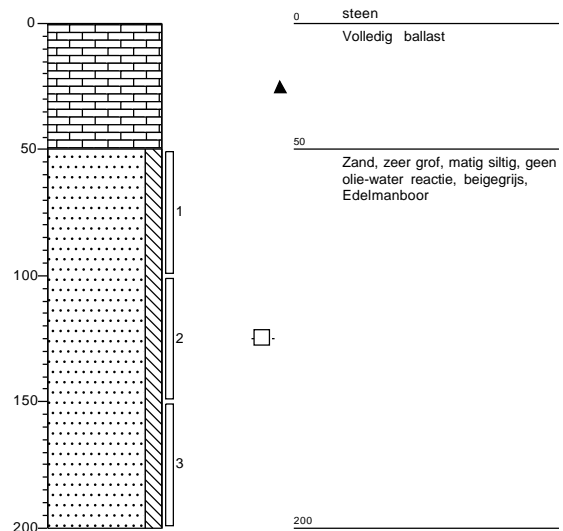 0
0
steen
Volledig ballast
50
50
Zand, zeer grof, matig siltig, geen
olie-water reactie, beigegrijs,
Edelmanboor
1
100
2
150
3
200
200